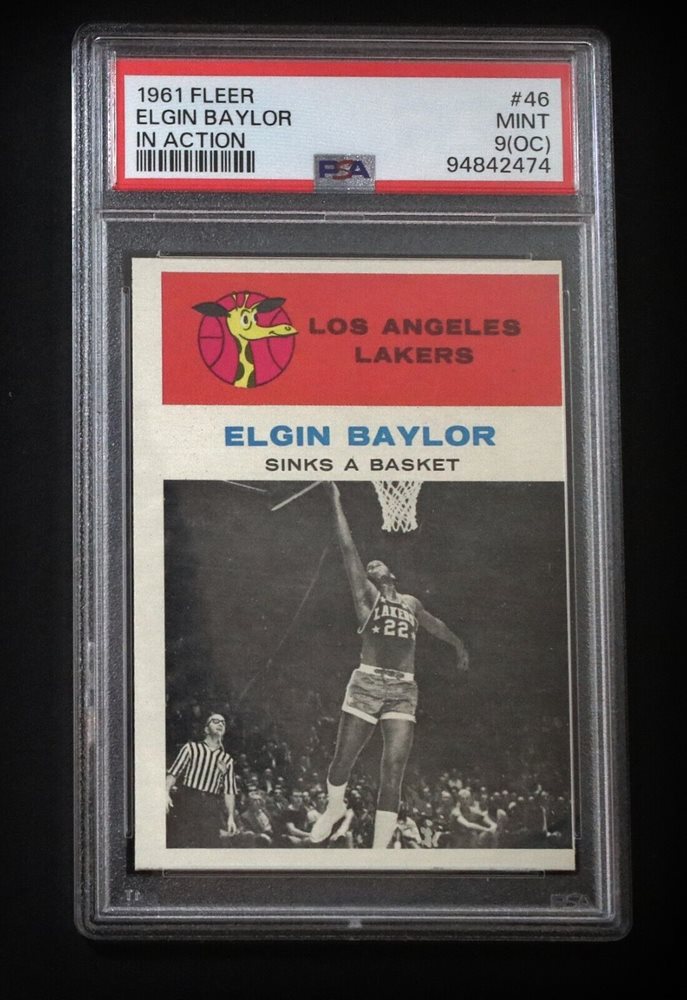 1961 FLEER
ELGIN BAYLOR
IN ACTION
#46
MINT
9(OC)
94842474
PSA
LOS ANGELES
LAKERS
ELGIN BAYLOR
SINKS A BASKET
LAKERS
22
PSA